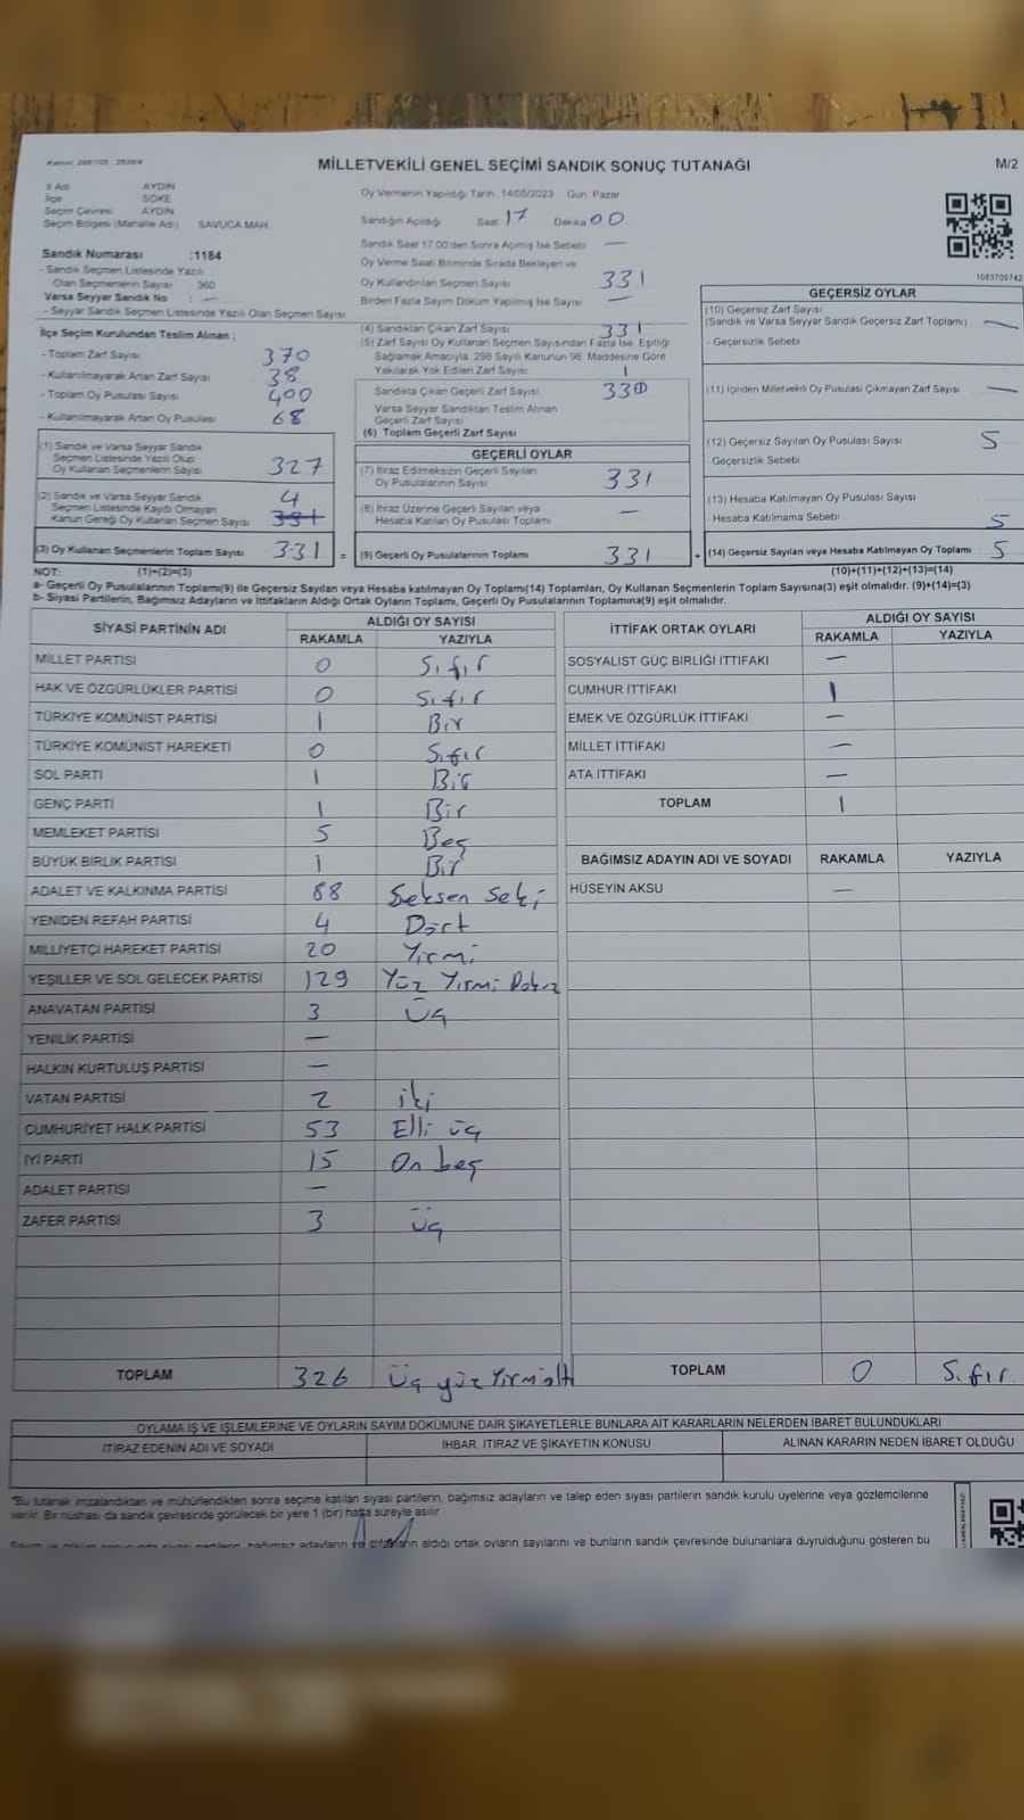 MİLLETVEKİLİ GENEL SEÇİMİ SANDIK SONUÇ TUTANAĞI
M/2
İl Adı AYDIN
İlçe SÖKE
Seçim Çevresi AYDIN
Seçim Bölgesi (Mahalle Adı) SAVUCA MAH.
Oy Vermenin Yapıldığı Tarih 14/05/2023 Gün: Pazar
Sandığın Açıldığı Saat 17 Dakika 00
Sandık Saat 17.00'den Sonra Açılmış İse Sebebi —
Oy Verme Saati Bitiminde Sırada Bekleyen ve
Oy Kullandırılan Seçmen Sayısı 331
Birden Fazla Sayım Döküm Yapılmış İse Sayısı —
Sandık Numarası :1184
- Sandık Seçmen Listesinde Yazılı
Olan Seçmenlerin Sayısı 360
Varsa Seyyar Sandık No : —
- Seyyar Sandık Seçmen Listesinde Yazılı Olan Seçmen Sayısı
İlçe Seçim Kurulundan Teslim Alınan ;
- Toplam Zarf Sayısı 370
- Kullanılmayarak Artan Zarf Sayısı 38
- Toplam Oy Pusulası Sayısı 400
- Kullanılmayarak Artan Oy Pusulası 68
(1) Sandık ve Varsa Seyyar Sandık
Seçmen Listesinde Yazılı Olup
Oy Kullanan Seçmenlerin Sayısı 327
(2) Sandık ve Varsa Seyyar Sandık
Seçmen Listesinde Kaydı Olmayan
Kanun Gereği Oy Kullanan Seçmen Sayısı 4 331
(3) Oy Kullanan Seçmenlerin Toplam Sayısı 331 =
(4) Sandıktan Çıkan Zarf Sayısı 331
(5) Zarf Sayısı Oy Kullanan Seçmen Sayısından Fazla İse, Eşitliği
Sağlamak Amacıyla, 298 Sayılı Kanunun 98. Maddesine Göre
Yakılarak Yok Edilen Zarf Sayısı 1
Sandıkta Çıkan Geçerli Zarf Sayısı
Varsa Seyyar Sandıktan Teslim Alınan
Geçerli Zarf Sayısı
(6) Toplam Geçerli Zarf Sayısı
GEÇERLİ OYLAR
(7) İtiraz Edilmeksizin Geçerli Sayılan
Oy Pusulalarının Sayısı 331
(8) İtiraz Üzerine Geçerli Sayılan veya
Hesaba Katılan Oy Pusulası Toplamı —
(9) Geçerli Oy Pusulalarının Toplamı 331
1083700742
GEÇERSİZ OYLAR
(10) Geçersiz Zarf Sayısı
(Sandık ve Varsa Seyyar Sandık Geçersiz Zarf Toplamı) —
- Geçersizlik Sebebi
(11) İçinden Milletvekili Oy Pusulası Çıkmayan Zarf Sayısı —
(12) Geçersiz Sayılan Oy Pusulası Sayısı 5
Geçersizlik Sebebi
(13) Hesaba Katılmayan Oy Pusulası Sayısı
Hesaba Katılmama Sebebi 5
(14) Geçersiz Sayılan veya Hesaba Katılmayan Oy Toplamı 5
NOT: (1)+(2)=(3)
(10)+(11)+(12)+(13)=(14)
a- Geçerli Oy Pusulalarının Toplamı(9) ile Geçersiz Sayılan veya Hesaba katılmayan Oy Toplamı(14) Toplamları, Oy Kullanan Seçmenlerin Toplam Sayısına(3) eşit olmalıdır. (9)+(14)=(3)
b- Siyasi Partilerin, Bağımsız Adayların ve İttifakların Aldığı Ortak Oyların Toplamı, Geçerli Oy Pusulalarının Toplamına(9) eşit olmalıdır.
SİYASİ PARTİNİN ADI
ALDIĞI OY SAYISI
RAKAMLA YAZIYLA
MİLLET PARTİSİ 0 Sıfır
HAK VE ÖZGÜRLÜKLER PARTİSİ 0 Sıfır
TÜRKİYE KOMÜNİST PARTİSİ 1 Bir
TÜRKİYE KOMÜNİST HAREKETİ 0 Sıfır
SOL PARTİ 1 Bir
GENÇ PARTİ 1 Bir
MEMLEKET PARTİSİ 5 Beş
BÜYÜK BİRLİK PARTİSİ 1 Bir
ADALET VE KALKINMA PARTİSİ 88 Seksen Seki
YENİDEN REFAH PARTİSİ 4 Dört
MİLLİYETÇİ HAREKET PARTİSİ 20 Yirmi
YEŞİLLER VE SOL GELECEK PARTİSİ 129 Yüz Yirmi Dokuz
ANAVATAN PARTİSİ 3 Üç
YENİLİK PARTİSİ —
HALKIN KURTULUŞ PARTİSİ —
VATAN PARTİSİ 2 iki
CUMHURİYET HALK PARTİSİ 53 Elli üç
İYİ PARTİ 15 On beş
ADALET PARTİSİ —
ZAFER PARTİSİ 3 üç
TOPLAM 326 Üç yüz Yirmialtı
İTTİFAK ORTAK OYLARI
ALDIĞI OY SAYISI
RAKAMLA YAZIYLA
SOSYALİST GÜÇ BİRLİĞİ İTTİFAKI —
CUMHUR İTTİFAKI 1
EMEK VE ÖZGÜRLÜK İTTİFAKI —
MİLLET İTTİFAKI —
ATA İTTİFAKI —
TOPLAM 1
BAĞIMSIZ ADAYIN ADI VE SOYADI RAKAMLA YAZIYLA
HÜSEYİN AKSU —
TOPLAM 0 Sıfır
OYLAMA İŞ VE İŞLEMLERİNE VE OYLARIN SAYIM DÖKÜMÜNE DAİR ŞİKAYETLERLE BUNLARA AİT KARARLARIN NELERDEN İBARET BULUNDUKLARI
İTİRAZ EDENİN ADI VE SOYADI
İHBAR, İTİRAZ VE ŞİKAYETİN KONUSU
ALINAN KARARIN NEDEN İBARET OLDUĞU
"Bu tutanak imzalandıktan ve mühürlendikten sonra seçime katılan siyasi partilerin, bağımsız adayların ve talep eden siyasi partilerin sandık kurulu üyelerine veya gözlemcilerine
verilir. Bir nüshası da sandık çevresinde görülecek bir yere 1 (bir) hafta süreyle asılır
aldığı ortak oyların sayılarını ve bunların sandık çevresinde bulunanlara duyrulduğunu gösteren bu